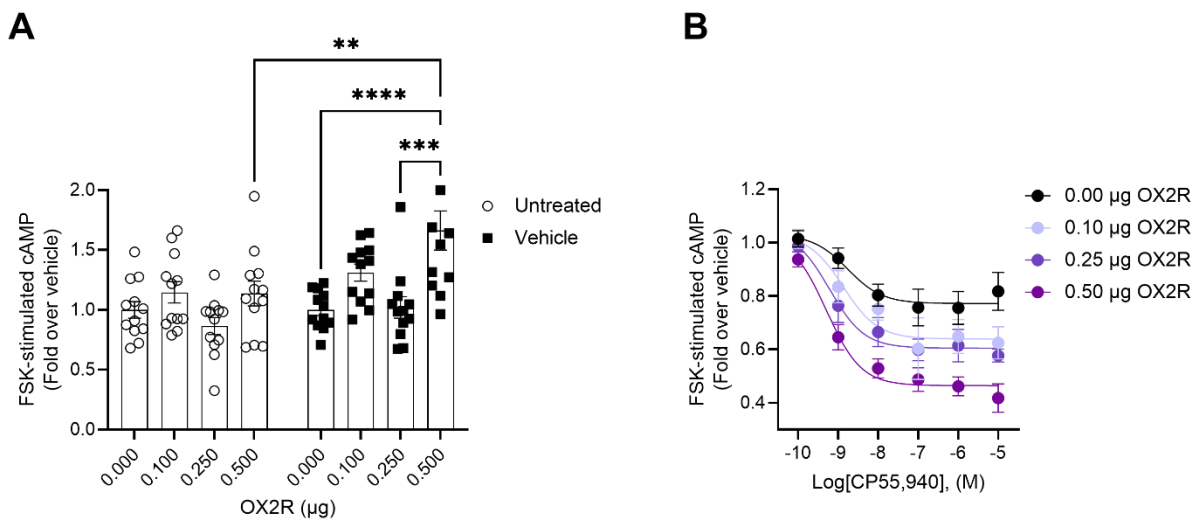 A
**
****
***
FSK-stimulated cAMP
(Fold over vehicle)
2.0
1.5
1.0
0.5
0.0
Untreated
Vehicle
0.000
0.100
0.250
0.500
0.000
0.100
0.250
0.500
OX2R (µg)
B
FSK-stimulated cAMP
(Fold over vehicle)
1.2
1.0
0.8
0.6
0.4
-10
-9
-8
-7
-6
-5
Log[CP55,940], (M)
0.00 µg OX2R
0.10 µg OX2R
0.25 µg OX2R
0.50 µg OX2R